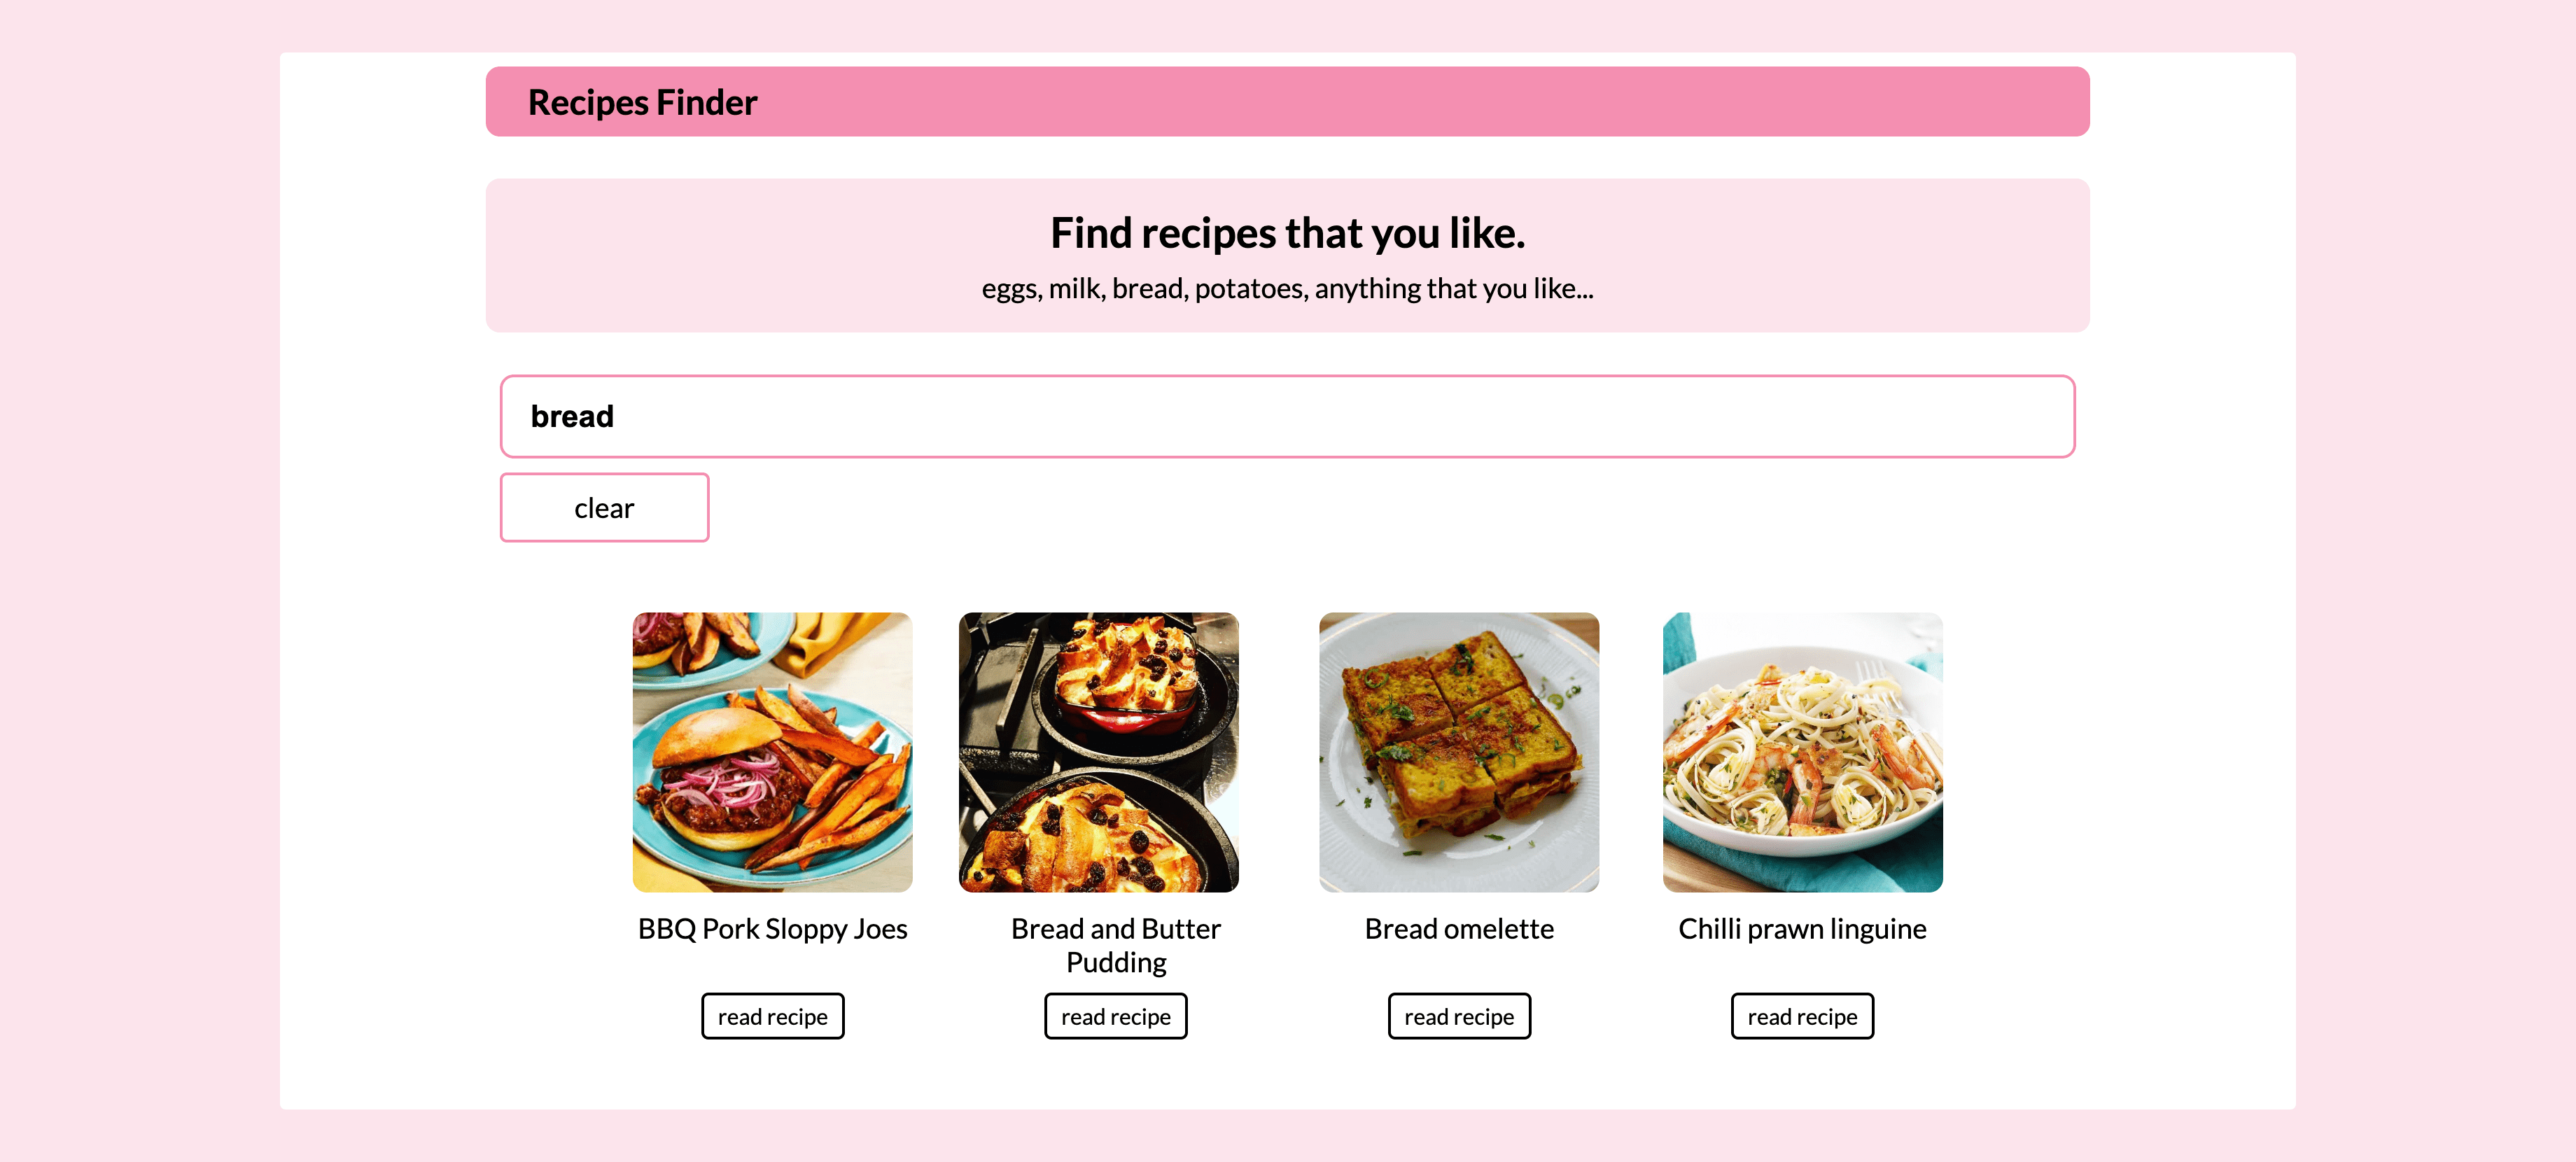 Recipes Finder
Find recipes that you like.
eggs, milk, bread, potatoes, anything that you like...
bread
clear
BBQ Pork Sloppy Joes
read recipe
Bread and Butter
Pudding
read recipe
Bread omelette
read recipe
Chilli prawn linguine
read recipe